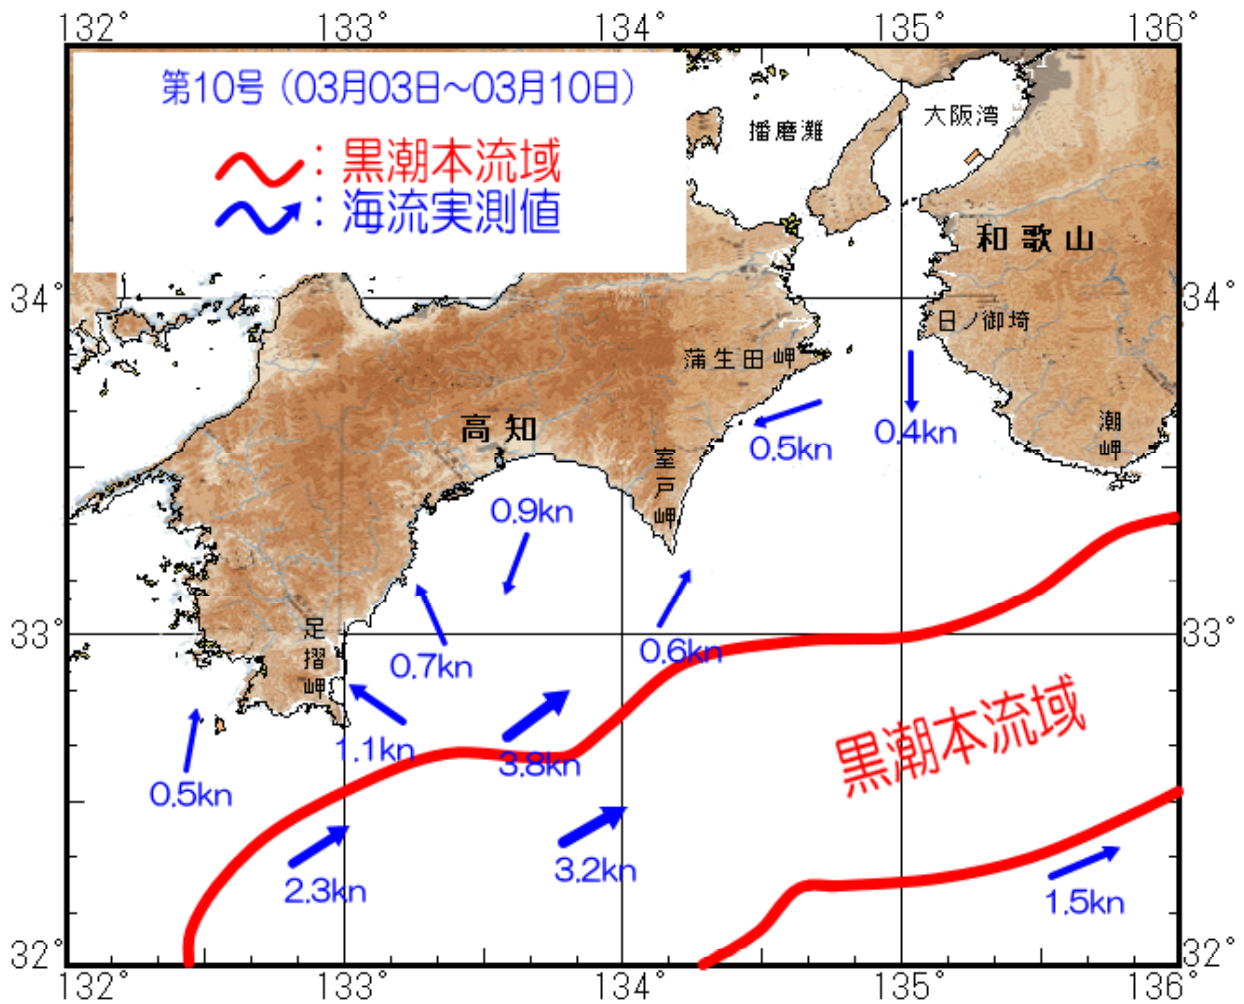 132° 133° 134° 135° 136°
第10号（03月03日～03月10日）
：黒潮本流域
：海流実測値
播磨灘
大阪湾
和歌山
34° 34°
日ノ御埼
蒲生田岬
高知
0.5kn
0.4kn
潮岬
室戸岬
0.9kn
33° 33°
足摺岬
0.7kn
0.6kn
1.1kn
3.8kn
黒潮本流域
0.5kn
2.3kn
3.2kn
1.5kn
32° 32°
132° 133° 134° 135° 136°